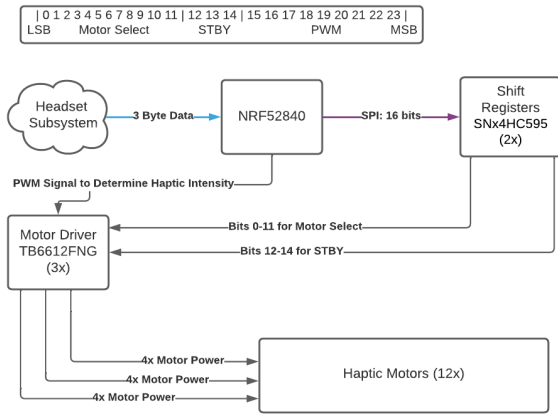 | 0 1 2 3 4 5 6 7 8 9 10 11 | 12 13 14 | 15 16 17 18 19 20 21 22 23 |
LSB Motor Select STBY PWM MSB
Headset
Subsystem
3 Byte Data
NRF52840
SPI: 16 bits
Shift
Registers
SNx4HC595
(2x)
PWM Signal to Determine Haptic Intensity
Motor Driver
TB6612FNG
(3x)
Bits 0-11 for Motor Select
Bits 12-14 for STBY
4x Motor Power
4x Motor Power
4x Motor Power
Haptic Motors (12x)